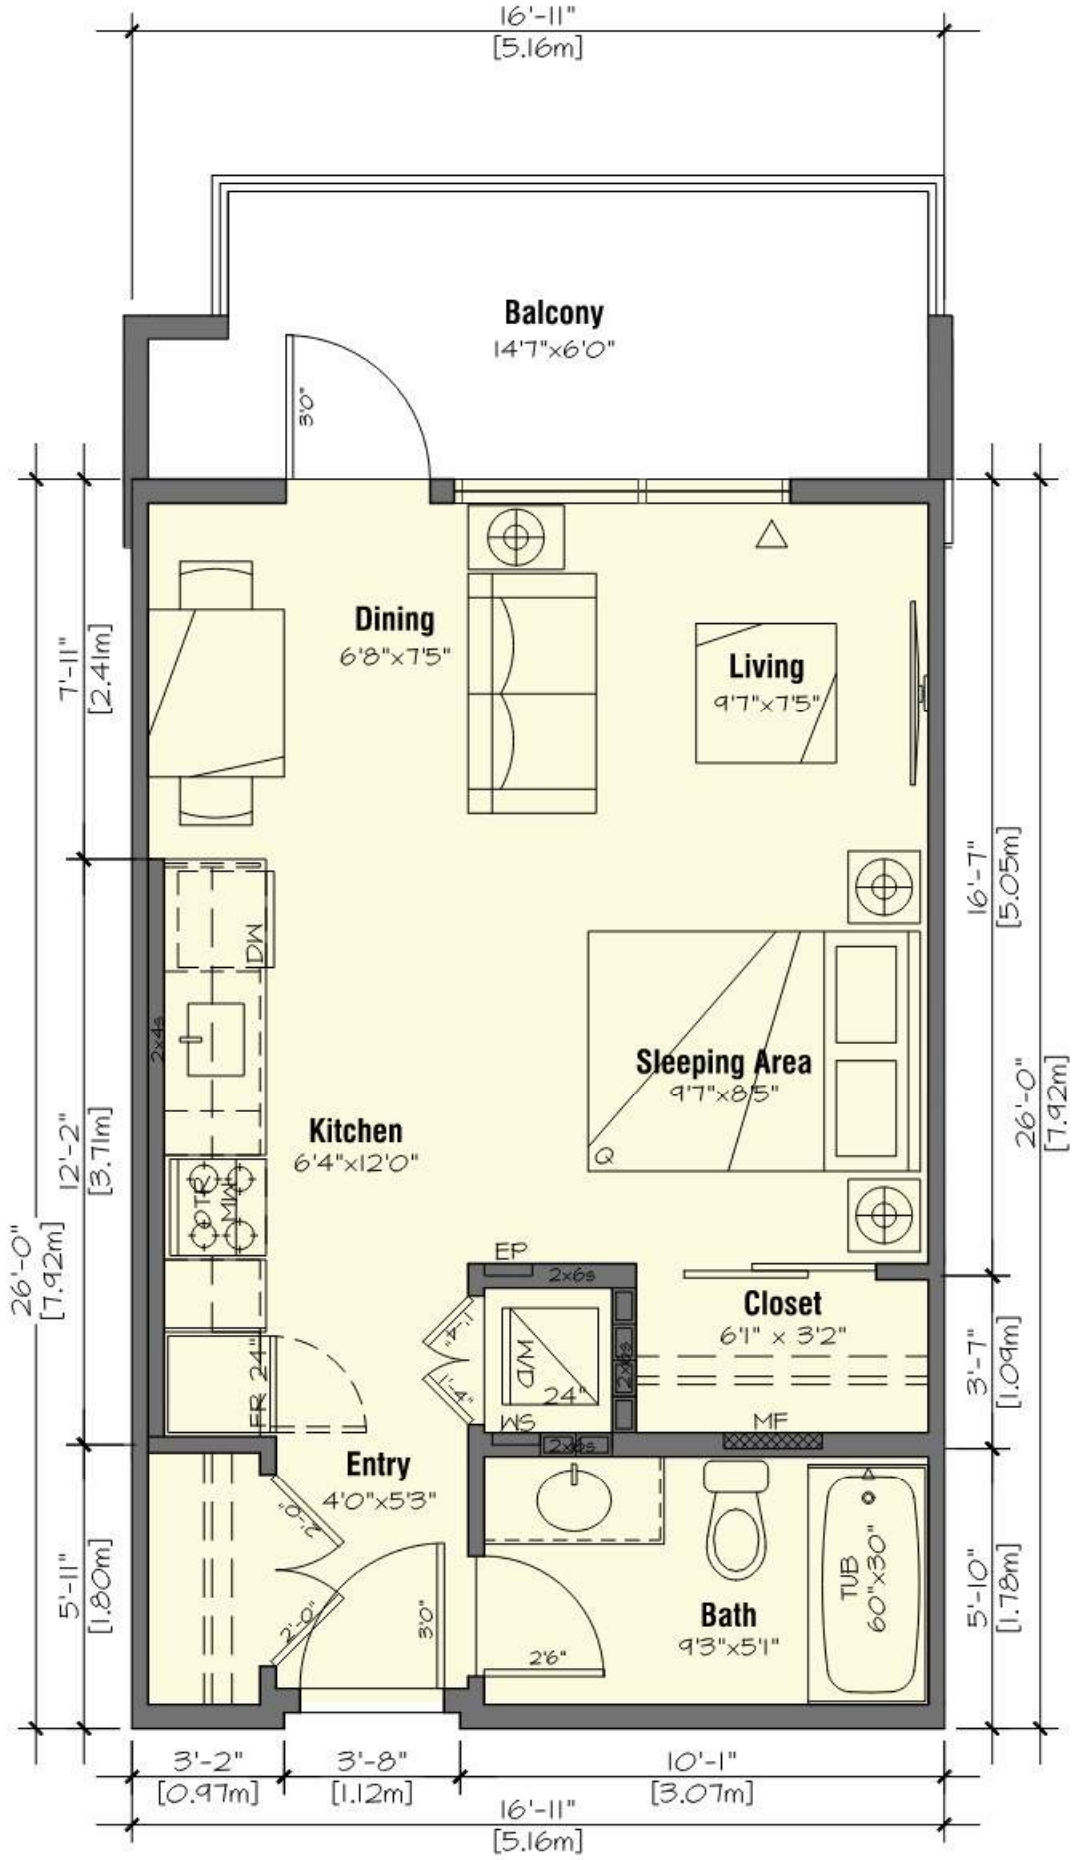 16'-11"
[5.16m]
Balcony
14'7"x6'0"
3'0"
Dining
6'8"x7'5"
Living
9'7"x7'5"
7'-11"
[2.41m]
16'-7"
[5.05m]
DW
2x4s
Sleeping Area
9'7"x8'5"
Q
26'-0"
[7.92m]
Kitchen
6'4"x12'0"
12'-2"
[3.71m]
MW
26'-0"
[7.92m]
EP
2x6s
Closet
6'1" x 3'2"
1'-4"
1'-4"
W/D
24"
2x6s
FR 24"
3'-7"
[1.09m]
WS
2x6s
MF
Entry
4'0"x5'3"
2'-0"
2'-0"
3'0"
5'-11"
[1.80m]
Bath
9'3"x5'1"
2'6"
TUB
60"x30"
5'-10"
[1.78m]
3'-2"
[0.97m]
3'-8"
[1.12m]
10'-1"
[3.07m]
16'-11"
[5.16m]